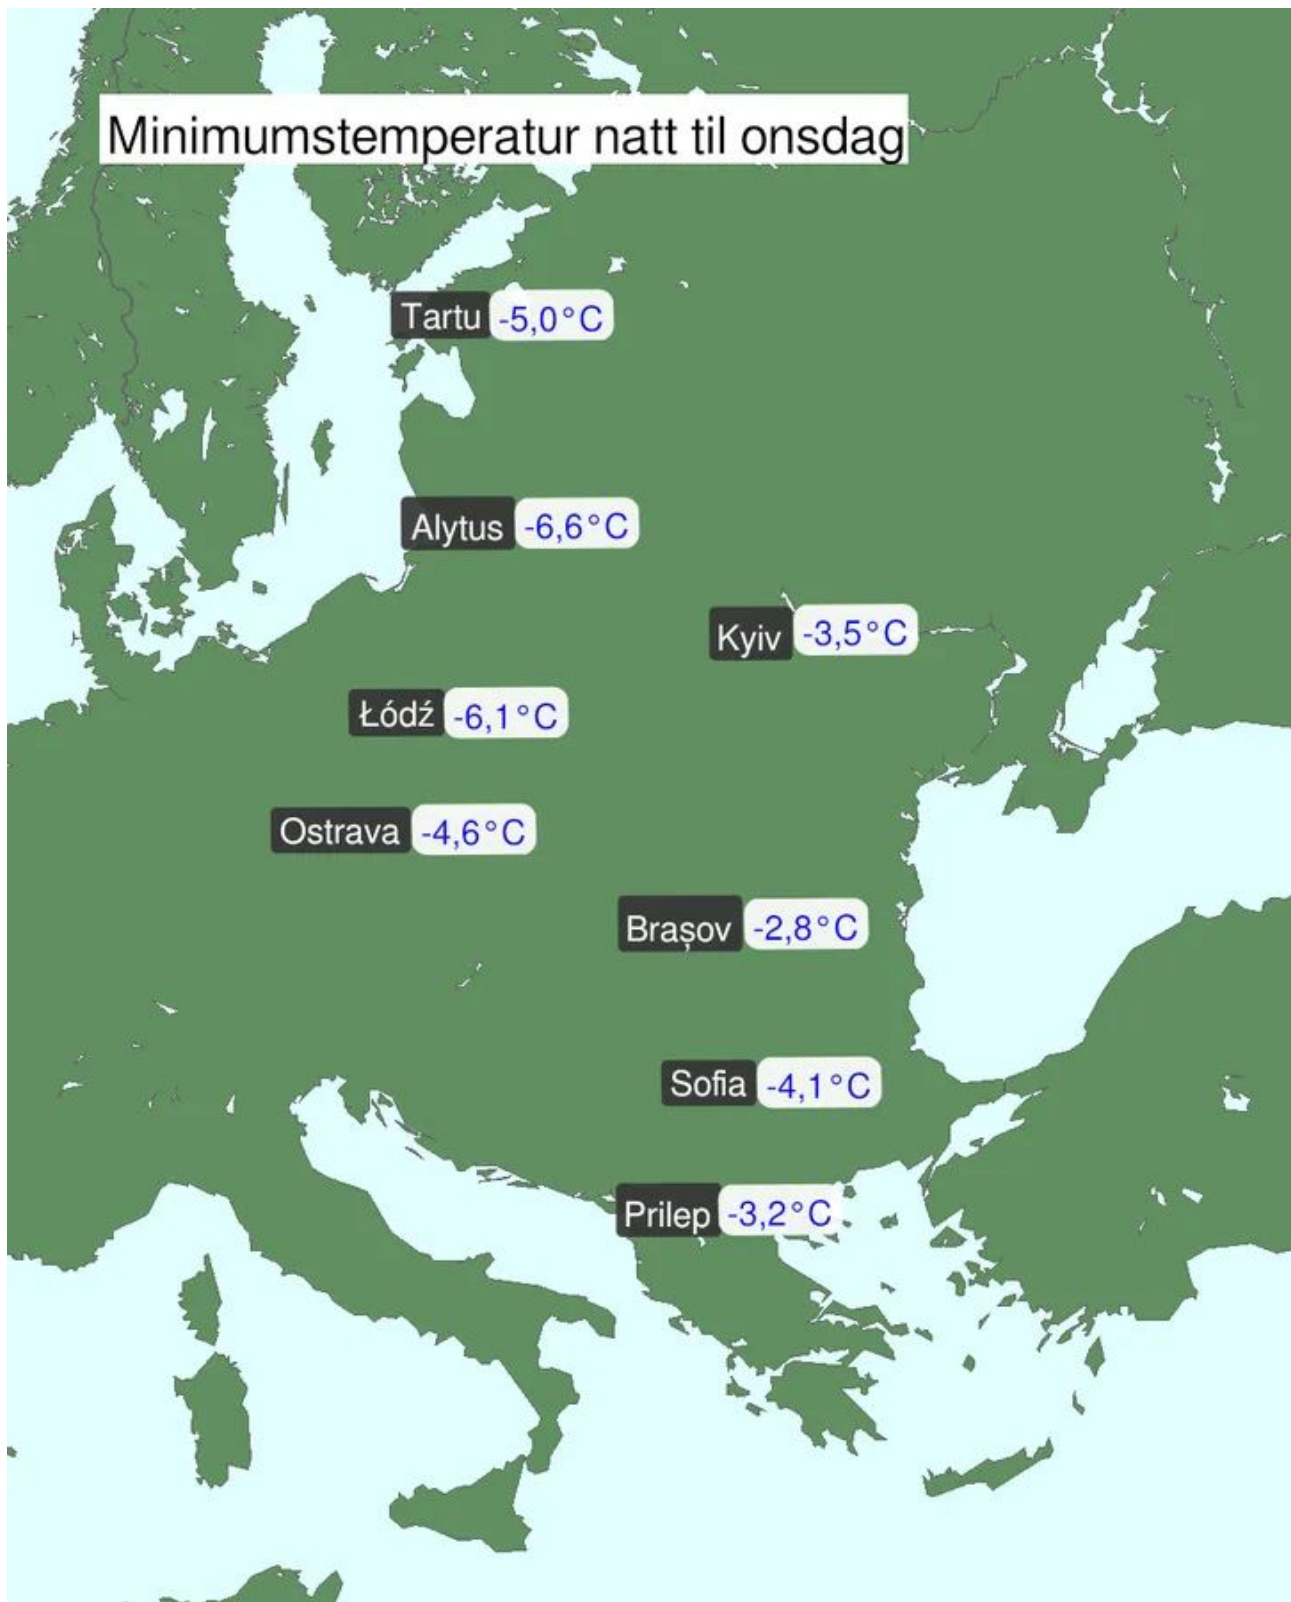 Minimumstemperatur natt til onsdag
Tartu -5,0°C
Alytus -6,6°C
Kyiv -3,5°C
Łódź -6,1°C
Ostrava -4,6°C
Brașov -2,8°C
Sofia -4,1°C
Prilep -3,2°C